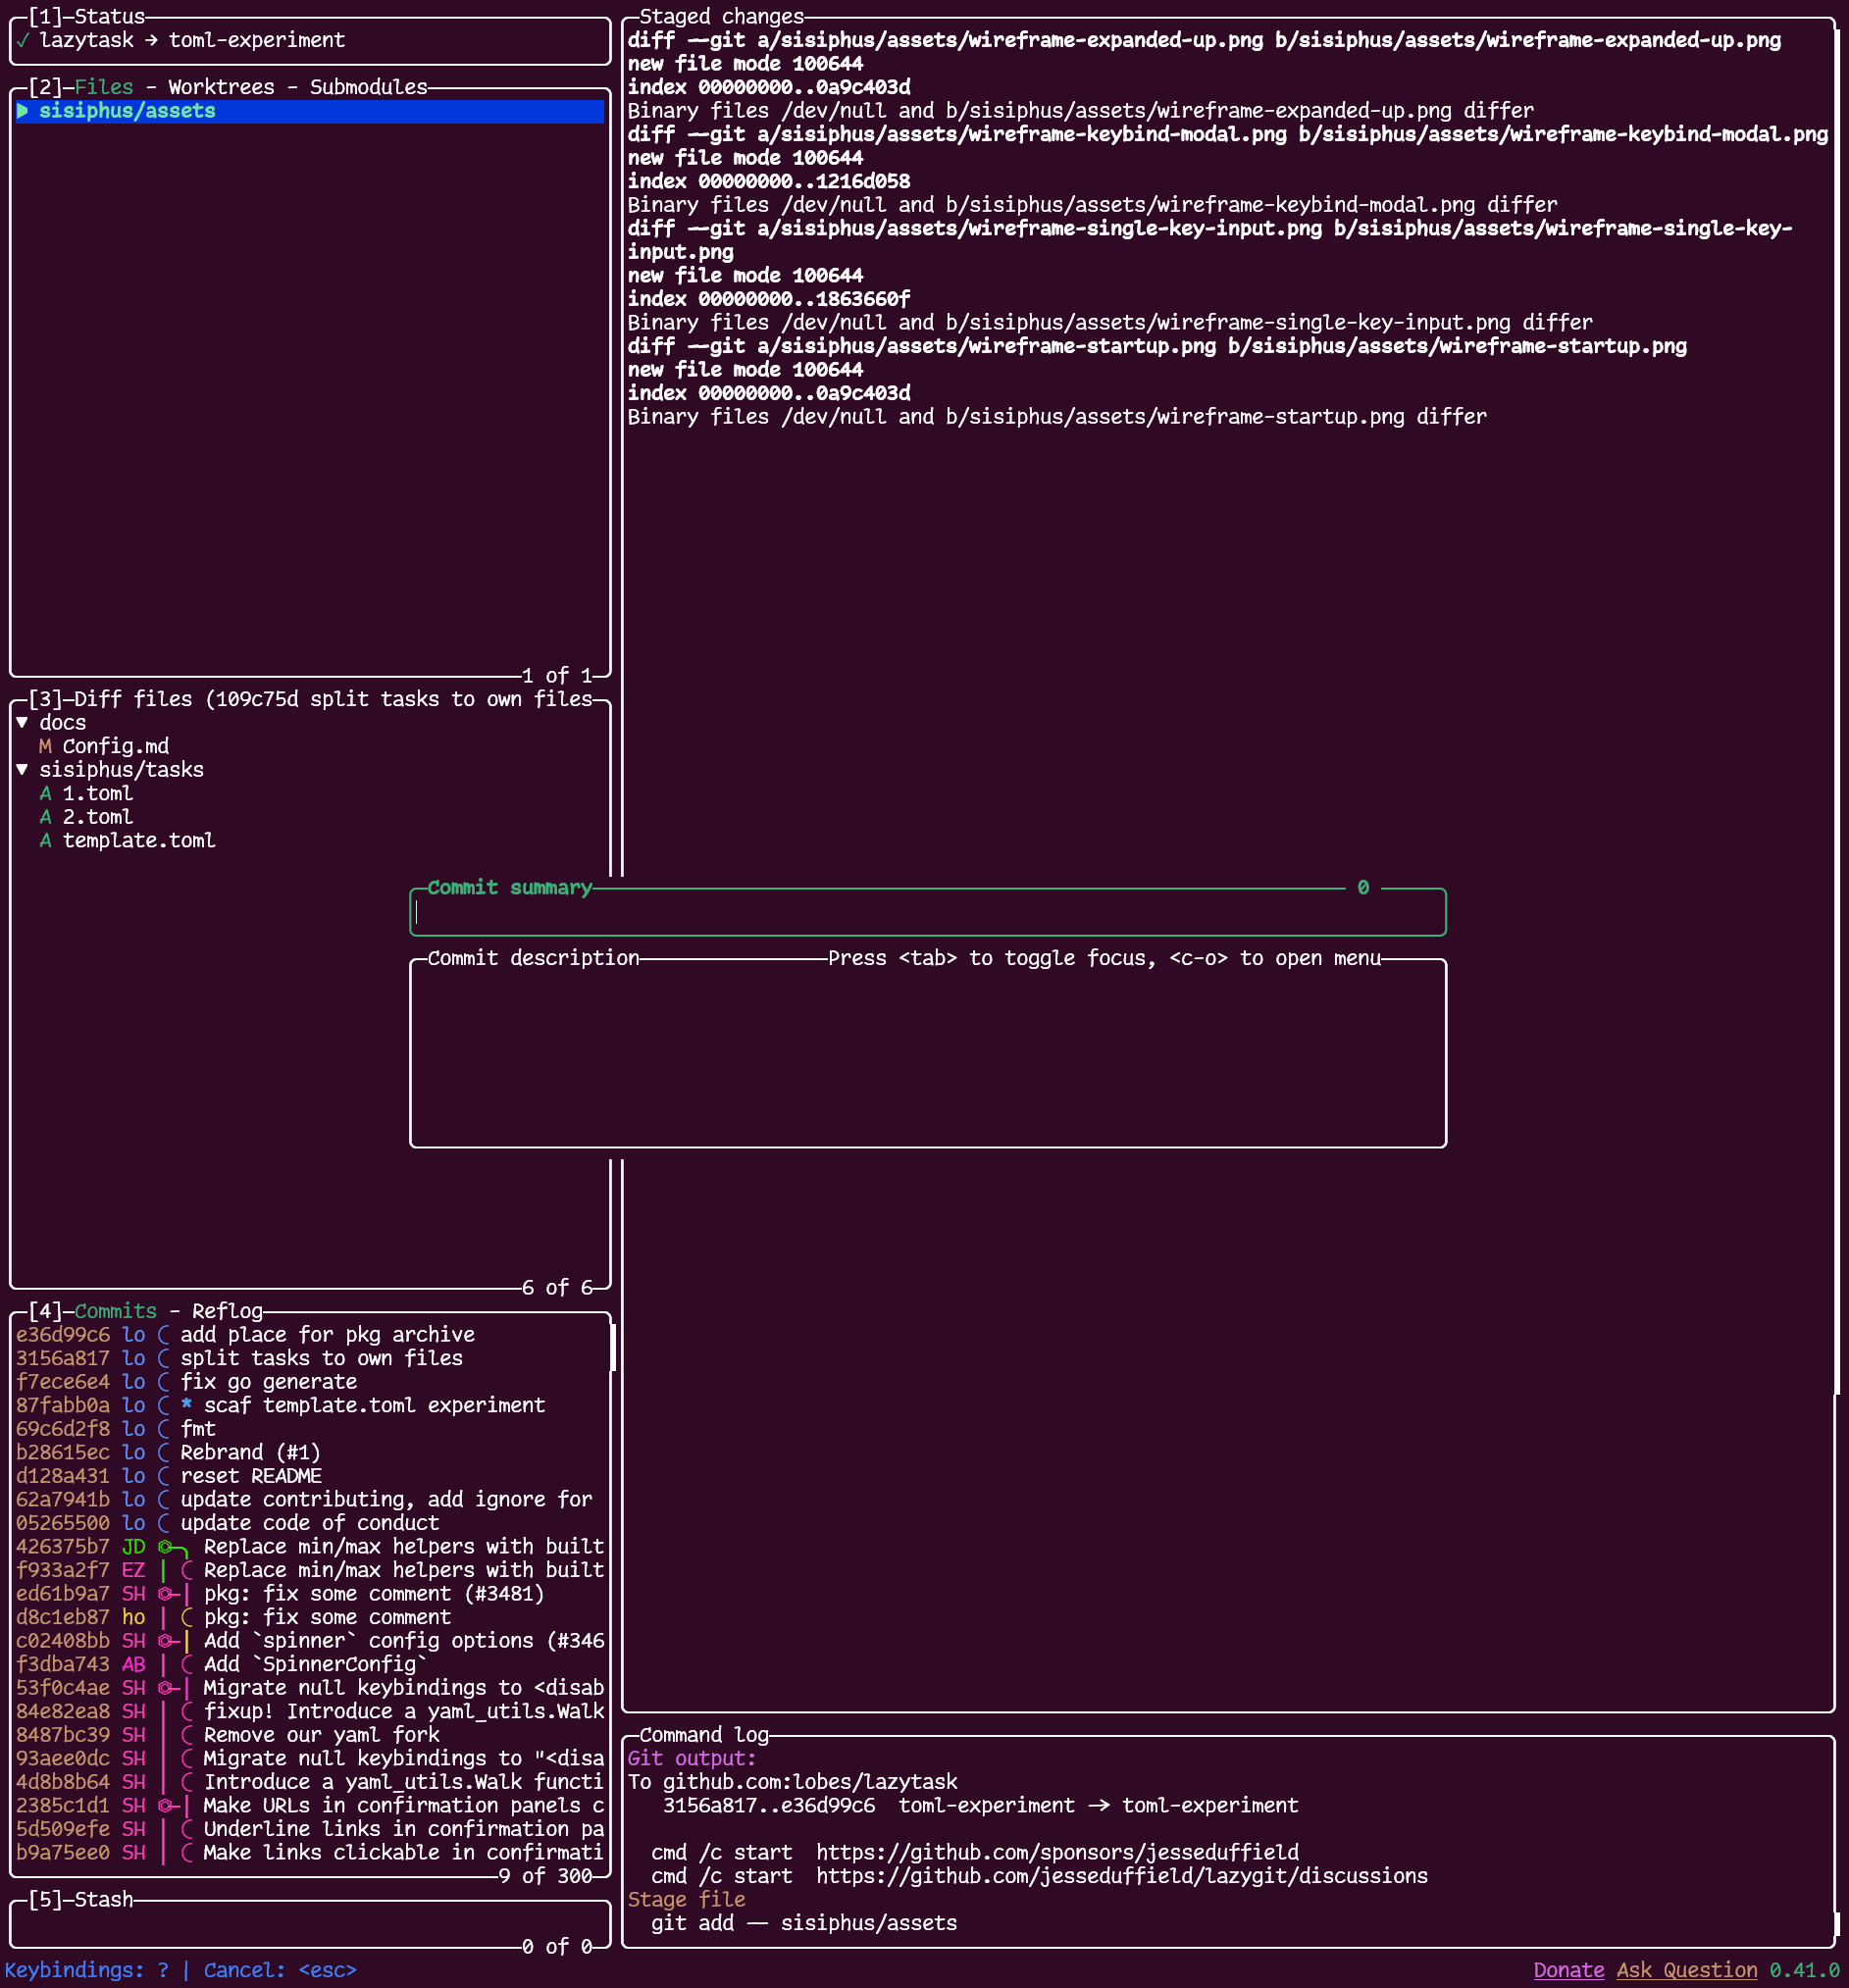 [1]-Status
✓ lazytask → toml-experiment
[2]-Files - Worktrees - Submodules
▶ sisiphus/assets
1 of 1
[3]-Diff files (109c75d split tasks to own files
▼ docs
M Config.md
▼ sisiphus/tasks
A 1.toml
A 2.toml
A template.toml
6 of 6
[4]-Commits - Reflog
e36d99c6 lo add place for pkg archive
3156a817 lo split tasks to own files
f7ece6e4 lo fix go generate
87fabb0a lo * scaf template.toml experiment
69c6d2f8 lo fmt
b28615ec lo Rebrand (#1)
d128a431 lo reset README
62a7941b lo update contributing, add ignore for
05265500 lo update code of conduct
426375b7 JD Replace min/max helpers with built
f933a2f7 EZ Replace min/max helpers with built
ed61b9a7 SH pkg: fix some comment (#3481)
d8c1eb87 ho pkg: fix some comment
c02408bb SH Add `spinner` config options (#346
f3dba743 AB Add `SpinnerConfig`
53f0c4ae SH Migrate null keybindings to <disab
84e82ea8 SH fixup! Introduce a yaml_utils.Walk
8487bc39 SH Remove our yaml fork
93aee0dc SH Migrate null keybindings to "<disa
4d8b8b64 SH Introduce a yaml_utils.Walk functi
2385c1d1 SH Make URLs in confirmation panels c
5d509efe SH Underline links in confirmation pa
b9a75ee0 SH Make links clickable in confirmati
9 of 300
[5]-Stash
0 of 0
Staged changes
diff --git a/sisiphus/assets/wireframe-expanded-up.png b/sisiphus/assets/wireframe-expanded-up.png
new file mode 100644
index 00000000..0a9c403d
Binary files /dev/null and b/sisiphus/assets/wireframe-expanded-up.png differ
diff --git a/sisiphus/assets/wireframe-keybind-modal.png b/sisiphus/assets/wireframe-keybind-modal.png
new file mode 100644
index 00000000..1216d058
Binary files /dev/null and b/sisiphus/assets/wireframe-keybind-modal.png differ
diff --git a/sisiphus/assets/wireframe-single-key-input.png b/sisiphus/assets/wireframe-single-key-
input.png
new file mode 100644
index 00000000..1863660f
Binary files /dev/null and b/sisiphus/assets/wireframe-single-key-input.png differ
diff --git a/sisiphus/assets/wireframe-startup.png b/sisiphus/assets/wireframe-startup.png
new file mode 100644
index 00000000..0a9c403d
Binary files /dev/null and b/sisiphus/assets/wireframe-startup.png differ
Commit summary 0
Commit description Press <tab> to toggle focus, <c-o> to open menu
Command log
Git output:
To github.com:lobes/lazytask
3156a817..e36d99c6 toml-experiment -> toml-experiment
cmd /c start https://github.com/sponsors/jesseduffield
cmd /c start https://github.com/jesseduffield/lazygit/discussions
Stage file
git add -- sisiphus/assets
Keybindings: ? | Cancel: <esc>
Donate Ask Question 0.41.0